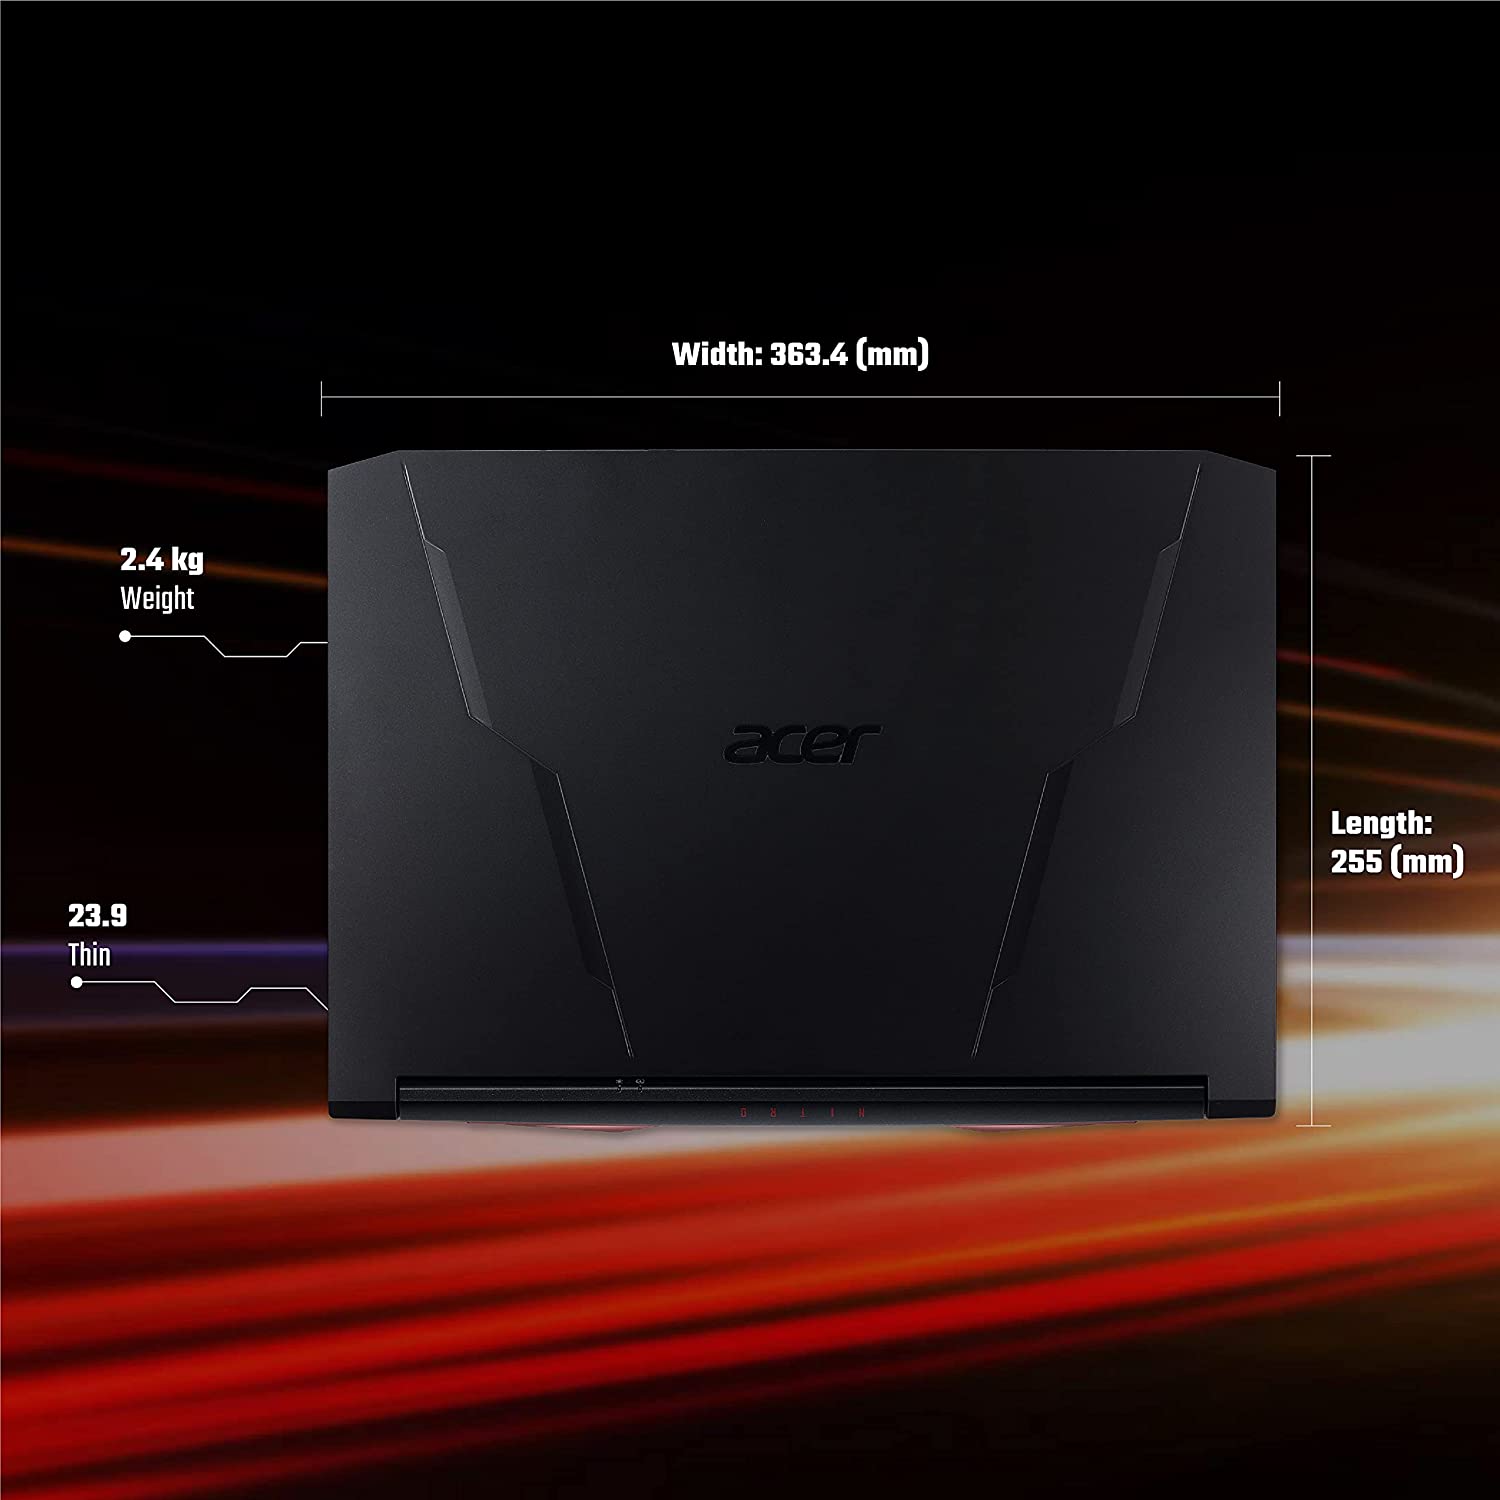 Width: 363.4 (mm)
2.4 kg
Weight
acer
Length:
255 (mm)
23.9
Thin
NITRO